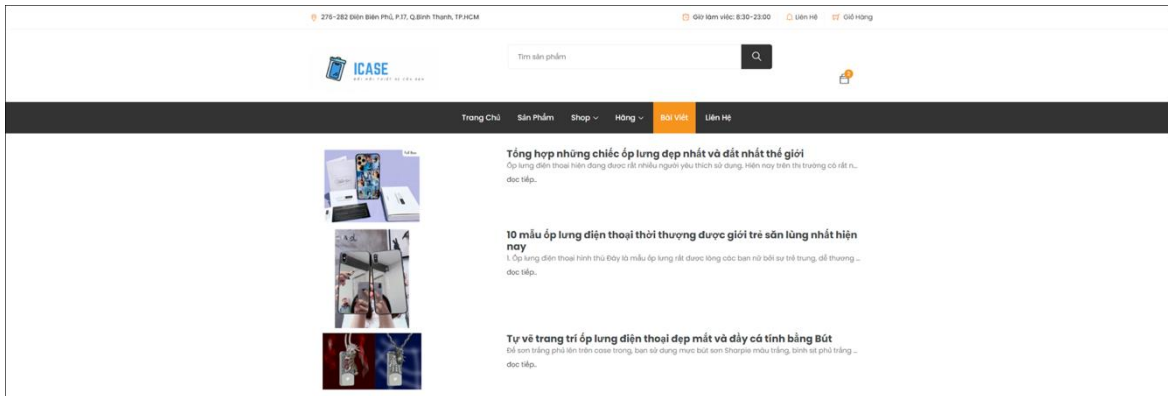 276-282 Điện Biên Phủ, P.17, Q.Bình Thạnh, TP.HCM
Giờ làm việc: 8:30-23:00 Liên Hệ Giỏ Hàng
ICASE
Tìm sản phẩm
Trang Chủ Sản Phẩm Shop Hãng Bài Viết Liên Hệ
Tổng hợp những chiếc ốp lưng đẹp nhất và đắt nhất thế giới
Ốp lưng điện thoại hiện đang được rất nhiều người yêu thích sử dụng. Hiện nay trên thị trường có rất n...
đọc tiếp..
10 mẫu ốp lưng điện thoại thời thượng được giới trẻ săn lùng nhất hiện
nay
1. Ốp lưng điện thoại hình thú Đây là mẫu ốp lưng rất được lòng các bạn nữ bởi sự trẻ trung, dễ thương ...
đọc tiếp..
Tự vẽ trang trí ốp lưng điện thoại đẹp mắt và đầy cá tính bằng Bút
Để sơn trắng phủ lên trên case trong, bạn sử dụng mực bút sơn Sharpie màu trắng, bình xịt phủ trắng ...
đọc tiếp..